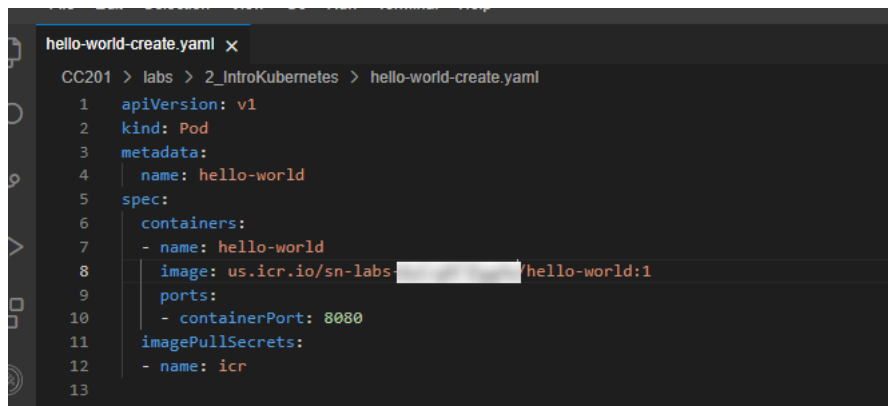 hello-world-create.yaml
CC201 > labs > 2_IntroKubernetes > hello-world-create.yaml
1 apiVersion: v1
2 kind: Pod
3 metadata:
4 name: hello-world
5 spec:
6 containers:
7 - name: hello-world
8 image: us.icr.io/sn-labs- /hello-world:1
9 ports:
10 - containerPort: 8080
11 imagePullSecrets:
12 - name: icr
13